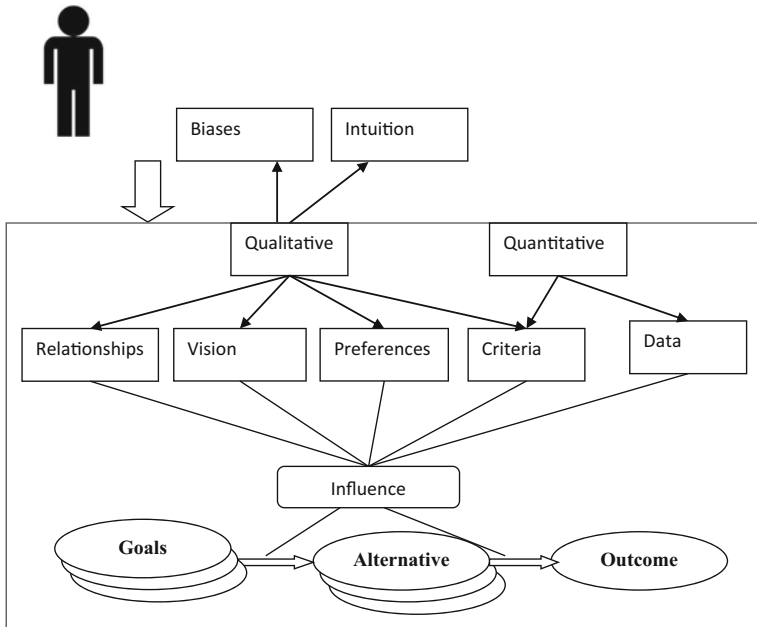 Biases
Intuition
Qualitative
Quantitative
Relationships
Vision
Preferences
Criteria
Data
Influence
Goals
Alternative
Outcome